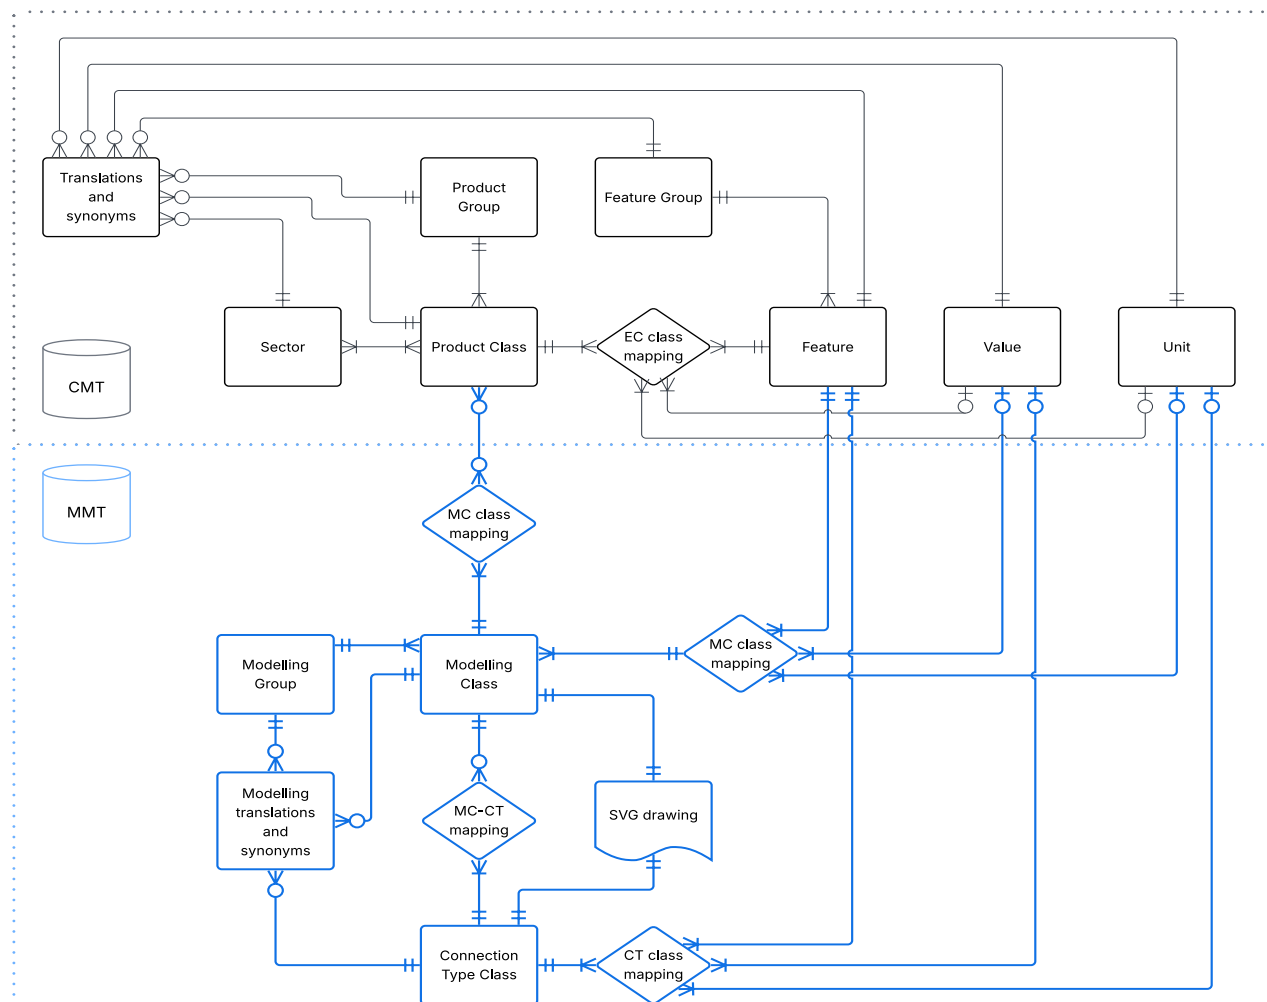 Translations
and
synonyms
Product
Group
Feature Group
Sector
Product Class
EC class
mapping
Feature
Value
Unit
CMT
MMT
MC class
mapping
Modelling
Group
Modelling
Class
MC class
mapping
Modelling
translations
and
synonyms
MC-CT
mapping
SVG drawing
Connection
Type Class
CT class
mapping